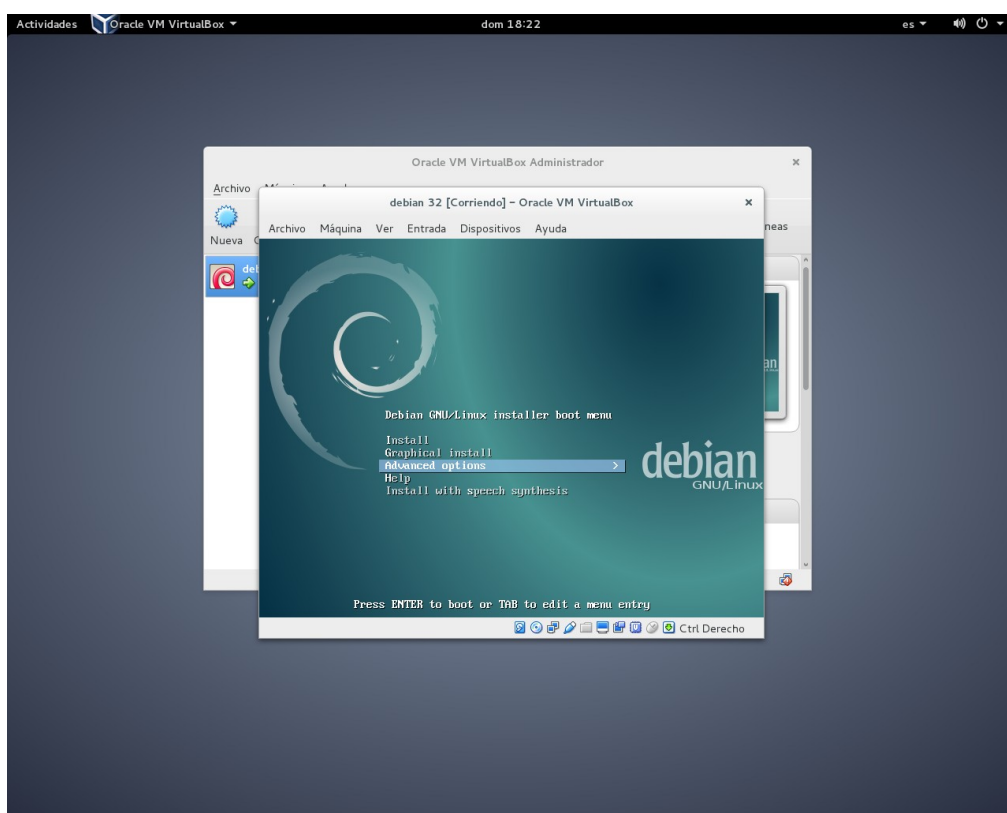 Actividades Oracle VM VirtualBox dom 18:22 es
Oracle VM VirtualBox Administrador
Archivo
debian 32 [Corriendo] - Oracle VM VirtualBox
Archivo Máquina Ver Entrada Dispositivos Ayuda
Nueva
Debian GNU/Linux installer boot menu
Install
Graphical install
Advanced options >
Help
Install with speech synthesis
debian
GNU/Linux
Press ENTER to boot or TAB to edit a menu entry
Ctrl Derecho